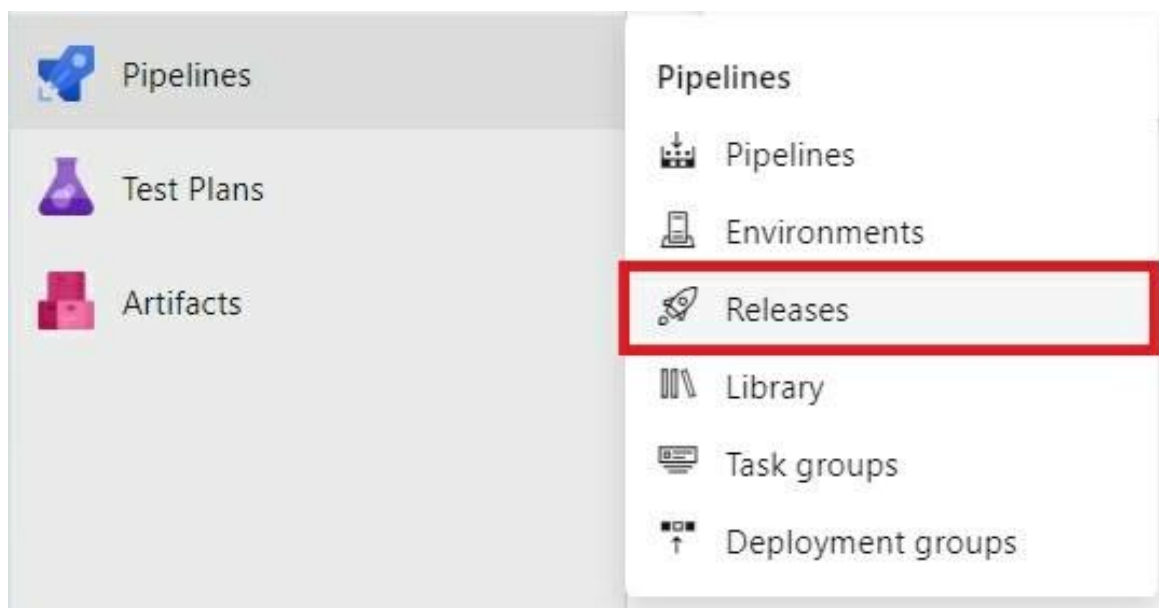 Pipelines
Test Plans
Artifacts
Pipelines
Pipelines
Environments
Releases
Library
Task groups
Deployment groups